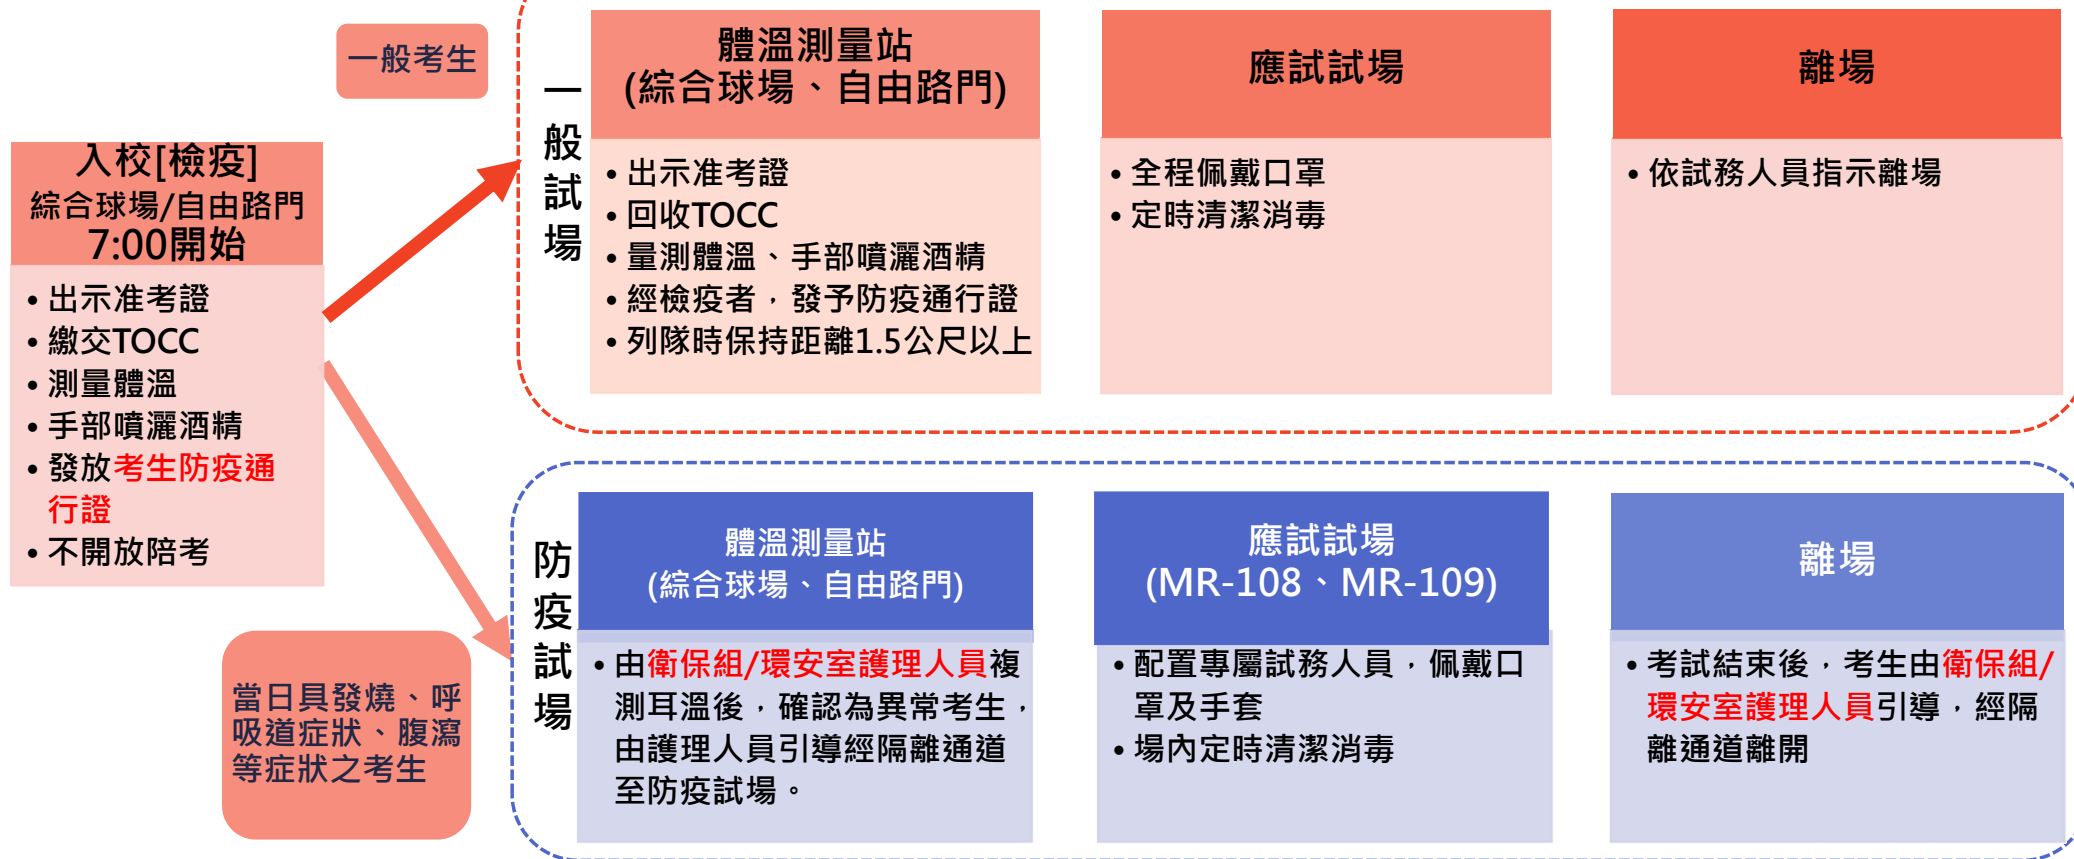 入校[檢疫]
綜合球場/自由路門
7:00開始
• 出示准考證
• 繳交TOCC
• 測量體溫
• 手部噴灑酒精
• 發放考生防疫通
行證
• 不開放陪考
一般考生
一般試場
體溫測量站
(綜合球場、自由路門)
• 出示准考證
• 回收TOCC
• 量測體溫、手部噴灑酒精
• 經檢疫者，發予防疫通行證
• 列隊時保持距離1.5公尺以上
應試試場
• 全程佩戴口罩
• 定時清潔消毒
離場
• 依試務人員指示離場
當日具發燒、呼
吸道症狀、腹瀉
等症狀之考生
防疫試場
體溫測量站
(綜合球場、自由路門)
• 由衛保組/環安室護理人員複
測耳溫後，確認為異常考生，
由護理人員引導經隔離通道
至防疫試場。
應試試場
(MR-108、MR-109)
• 配置專屬試務人員，佩戴口
罩及手套
• 場內定時清潔消毒
離場
• 考試結束後，考生由衛保組/
環安室護理人員引導，經隔
離通道離開